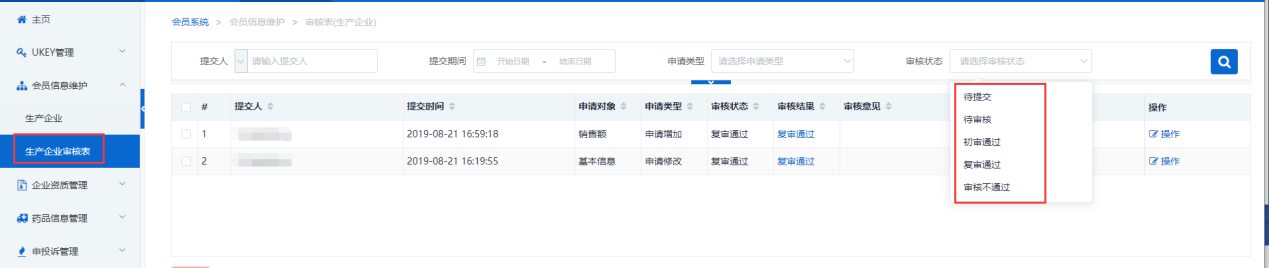 主页
UKEY管理
会员信息维护
生产企业
生产企业审核表
企业资质管理
药品信息管理
申投诉管理
会员系统 > 会员信息维护 > 审核表(生产企业)
提交人 请输入提交人 提交期间 开始日期 - 结束日期 申请类型 请选择申请类型 审核状态 请选择审核状态
待提交
待审核
初审通过
复审通过
审核不通过
# 提交人 提交时间 申请对象 申请类型 审核状态 审核结果 审核意见 操作
1 2019-08-21 16:59:18 销售额 申请增加 复审通过 复审通过 操作
2 2019-08-21 16:19:55 基本信息 申请修改 复审通过 复审通过 操作